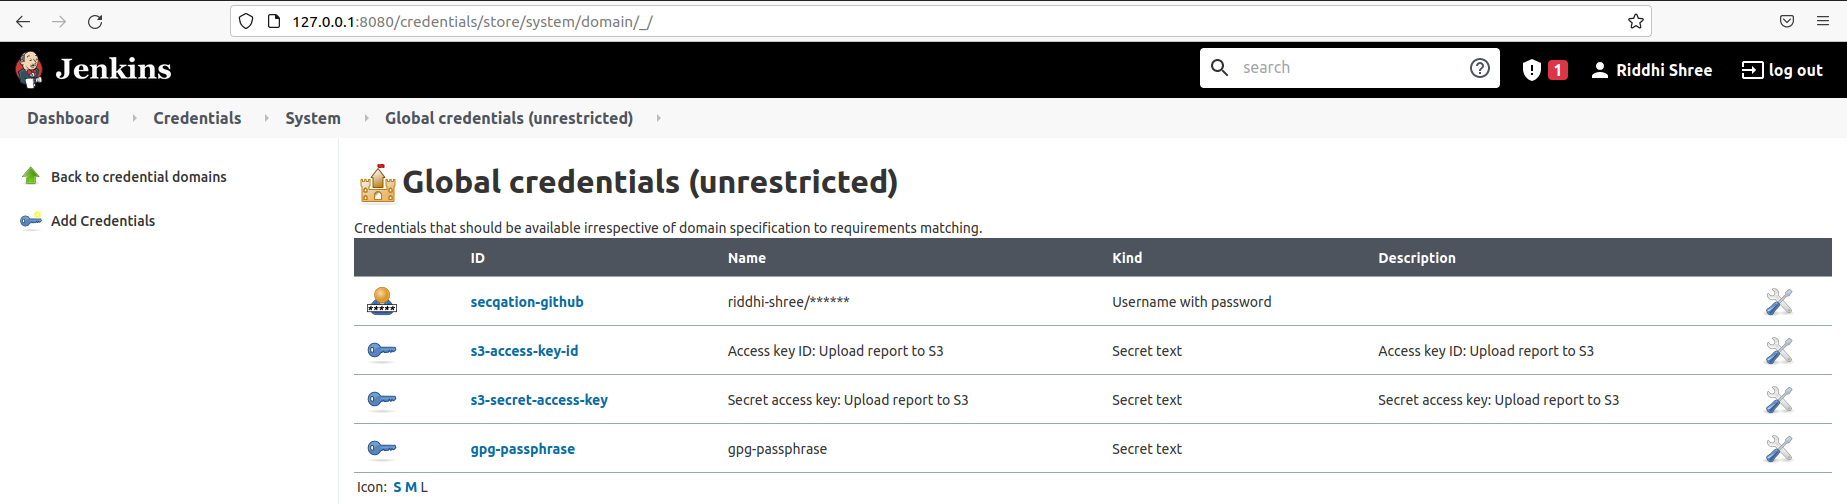 127.0.0.1:8080/credentials/store/system/domain/_/
Jenkins search 1 Riddhi Shree log out
Dashboard Credentials System Global credentials (unrestricted)
Back to credential domains
Add Credentials
Global credentials (unrestricted)
Credentials that should be available irrespective of domain specification to requirements matching.
ID Name Kind Description
secqation-github riddhi-shree/****** Username with password
s3-access-key-id Access key ID: Upload report to S3 Secret text Access key ID: Upload report to S3
s3-secret-access-key Secret access key: Upload report to S3 Secret text Secret access key: Upload report to S3
gpg-passphrase gpg-passphrase Secret text
Icon: S M L